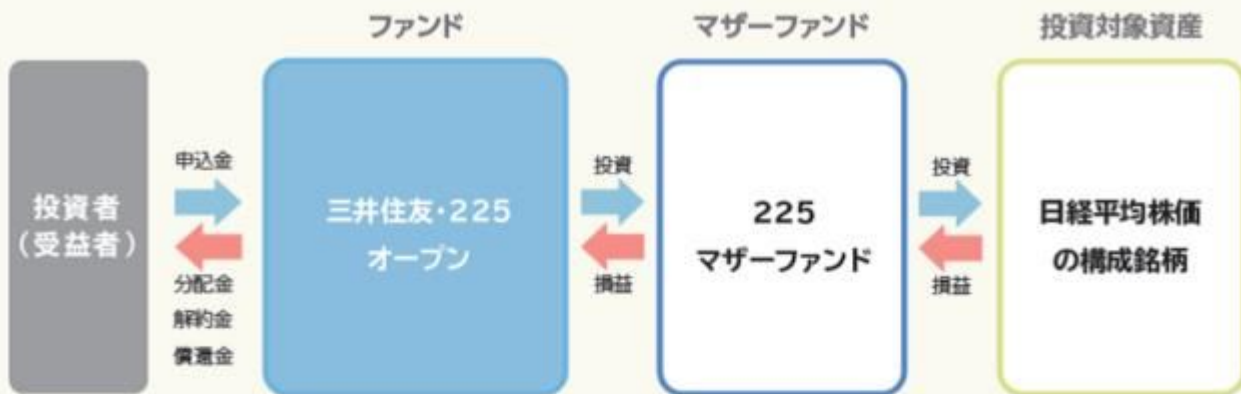 ファンド
マザーファンド
投資対象資産
投資者
(受益者)
申込金
分配金
解約金
償還金
三井住友・225
オープン
投資
損益
225
マザーファンド
投資
損益
日経平均株価
の構成銘柄